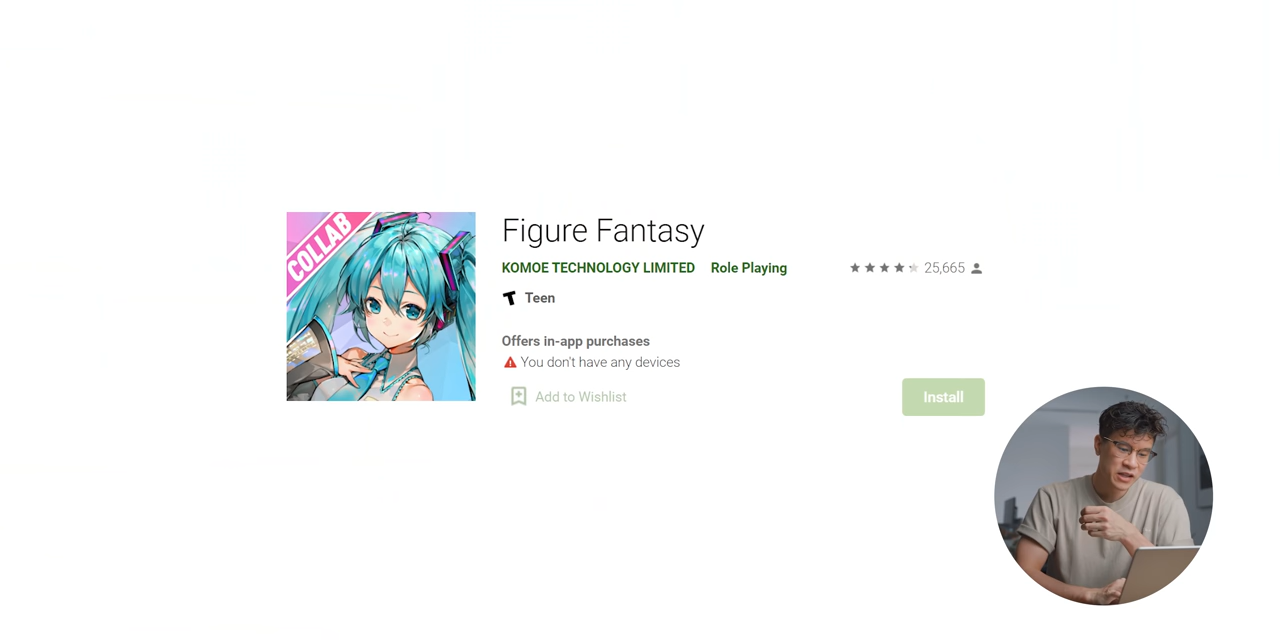 COLLAB
Figure Fantasy
KOMOE TECHNOLOGY LIMITED Role Playing
25,665
Teen
Offers in-app purchases
You don't have any devices
Add to Wishlist
Install